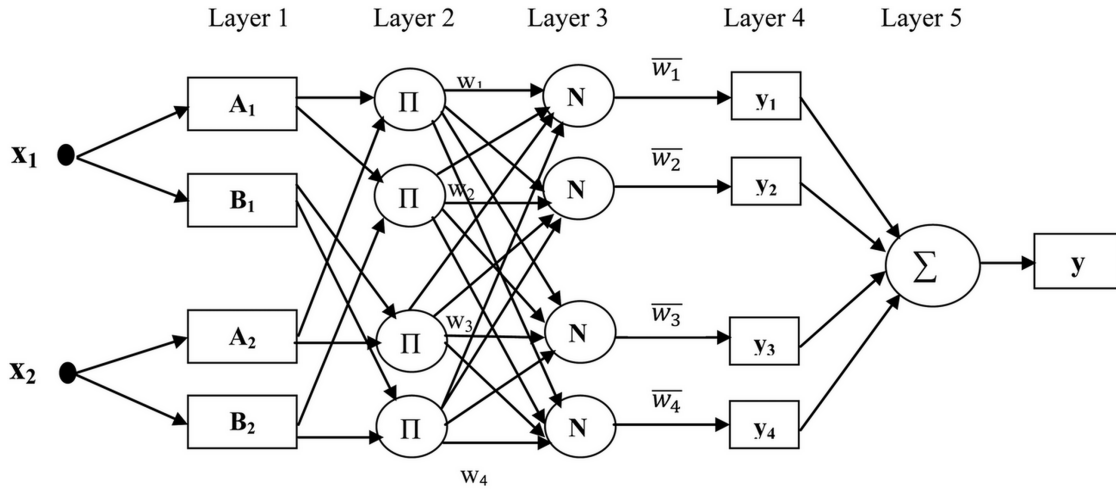 Layer 1 Layer 2 Layer 3 Layer 4 Layer 5
A₁ Π w₁ N w̅₁̅ y₁
x₁
B₁ Π w₂ N w̅₂̅ y₂
∑ y
A₂ Π w₃ N w̅₃̅ y₃
x₂
B₂ Π N w̅₄̅ y₄
w₄